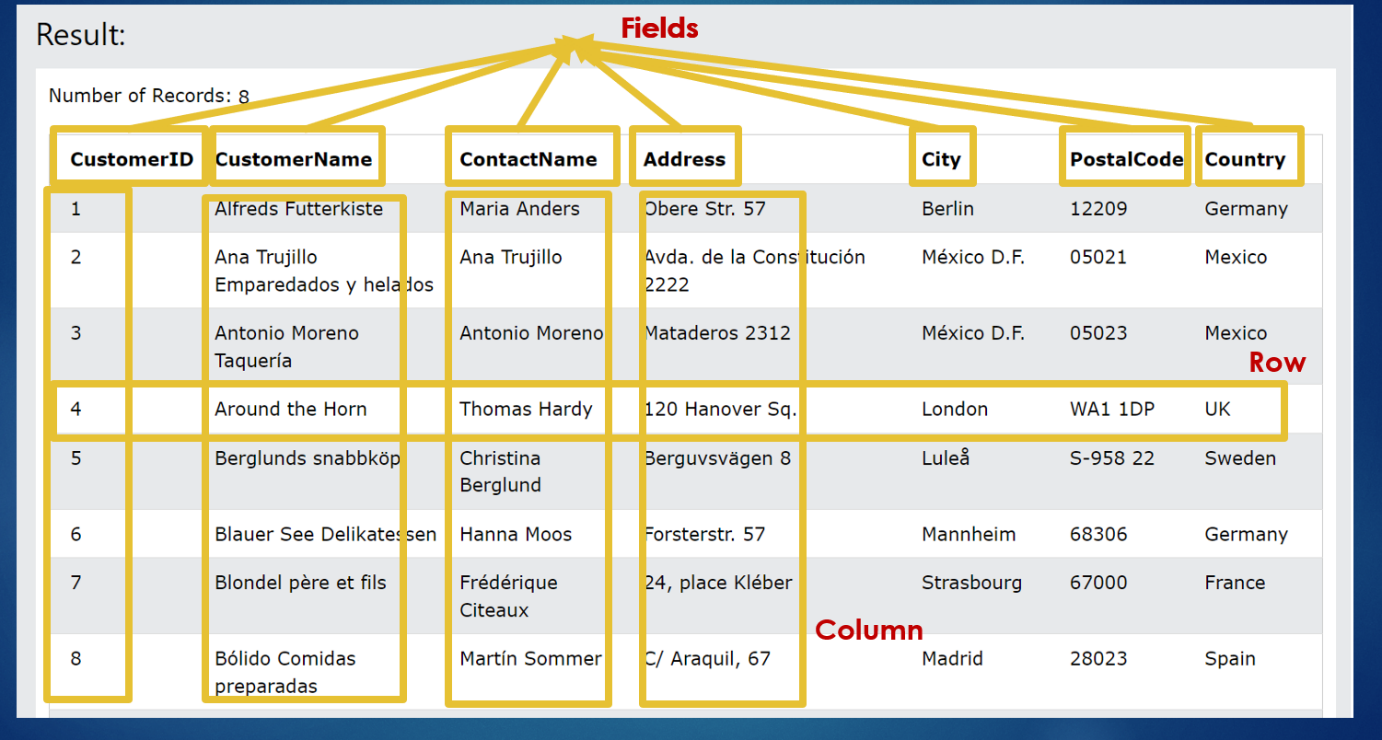 Result:
Fields
Number of Records: 8
CustomerID CustomerName ContactName Address City PostalCode Country
1 Alfreds Futterkiste Maria Anders Obere Str. 57 Berlin 12209 Germany
2 Ana Trujillo Emparedados y helados Ana Trujillo Avda. de la Constitución 2222 México D.F. 05021 Mexico
3 Antonio Moreno Taquería Antonio Moreno Mataderos 2312 México D.F. 05023 Mexico
Row
4 Around the Horn Thomas Hardy 120 Hanover Sq. London WA1 1DP UK
5 Berglunds snabbköp Christina Berglund Berguvsvägen 8 Luleå S-958 22 Sweden
6 Blauer See Delikatessen Hanna Moos Forsterstr. 57 Mannheim 68306 Germany
7 Blondel père et fils Frédérique Citeaux 24, place Kléber Strasbourg 67000 France
Column
8 Bólido Comidas preparadas Martín Sommer C/ Araquil, 67 Madrid 28023 Spain